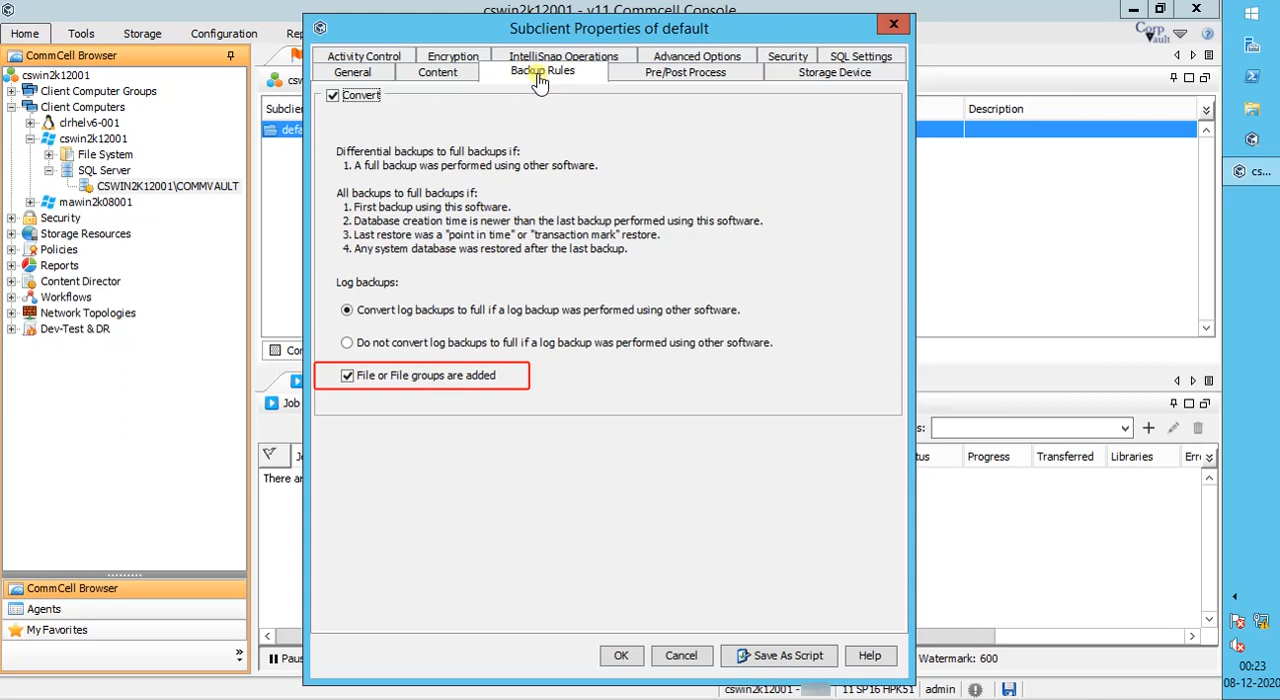 cswin2k12001 - v11 Commcell Console
Home Tools Storage Configuration
CommCell Browser
cswin2k12001
Client Computer Groups
Client Computers
clrhelv6-001
cswin2k12001
File System
SQL Server
CSWIN2K12001\COMMVAULT
mawin2k08001
Security
Storage Resources
Policies
Reports
Content Director
Workflows
Network Topologies
Dev-Test & DR
CommCell Browser
Agents
My Favorites
Subclient Properties of default
Activity Control Encryption IntelliSnap Operations Advanced Options Security SQL Settings
General Content Backup Rules Pre/Post Process Storage Device
Convert
Differential backups to full backups if:
1. A full backup was performed using other software.
All backups to full backups if:
1. First backup using this software.
2. Database creation time is newer than the last backup performed using this software.
3. Last restore was a "point in time" or "transaction mark" restore.
4. Any system database was restored after the last backup.
Log backups:
Convert log backups to full if a log backup was performed using other software.
Do not convert log backups to full if a log backup was performed using other software.
File or File groups are added
OK Cancel Save As Script Help
Description
Job
Progress Transferred Libraries
There
Watermark: 600
cswin2k12001 - 11 SP16 HPK51 admin
cs...
00:23
08-12-2020